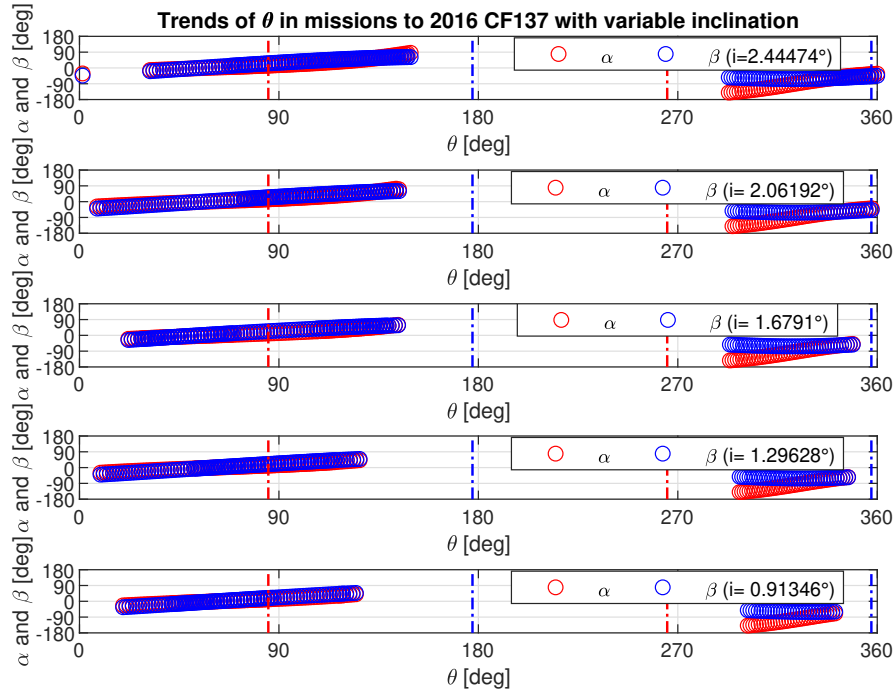 Trends of θ in missions to 2016 CF137 with variable inclination
α and β [deg]
180
90
0
-90
-180
α β (i=2.44474°)
0 90 180 270 360
θ [deg]
α and β [deg]
180
90
0
-90
-180
α β (i= 2.06192°)
0 90 180 270 360
θ [deg]
α and β [deg]
180
90
0
-90
-180
α β (i= 1.6791°)
0 90 180 270 360
θ [deg]
α and β [deg]
180
90
0
-90
-180
α β (i= 1.29628°)
0 90 180 270 360
θ [deg]
α and β [deg]
180
90
0
-90
-180
α β (i= 0.91346°)
0 90 180 270 360
θ [deg]